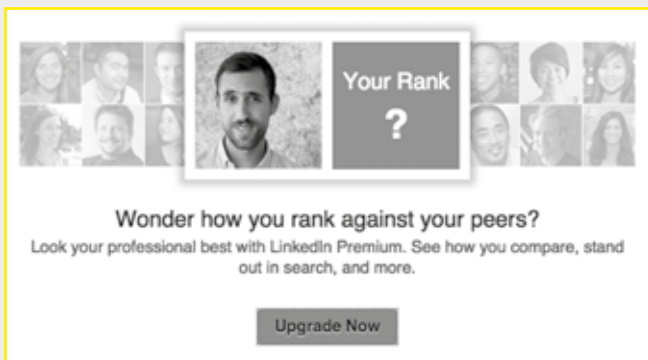 Your Rank
?
Wonder how you rank against your peers?
Look your professional best with LinkedIn Premium. See how you compare, stand
out in search, and more.
Upgrade Now